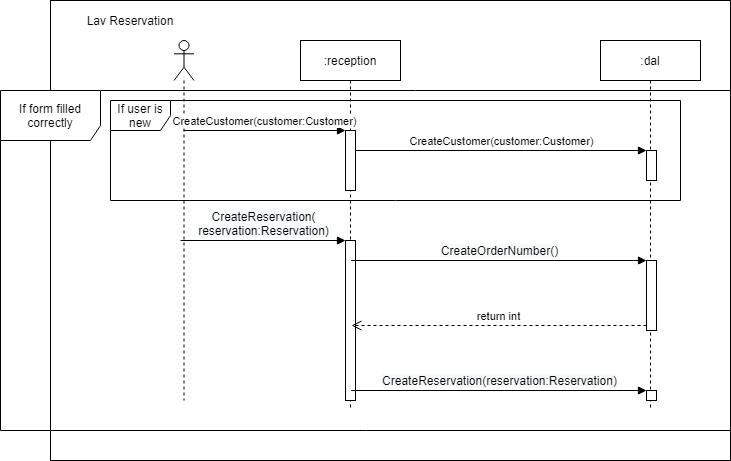 Lav Reservation
:reception
:dal
If form filled
correctly
If user is
new
CreateCustomer(customer:Customer)
CreateCustomer(customer:Customer)
CreateReservation(
reservation:Reservation)
CreateOrderNumber()
return int
CreateReservation(reservation:Reservation)